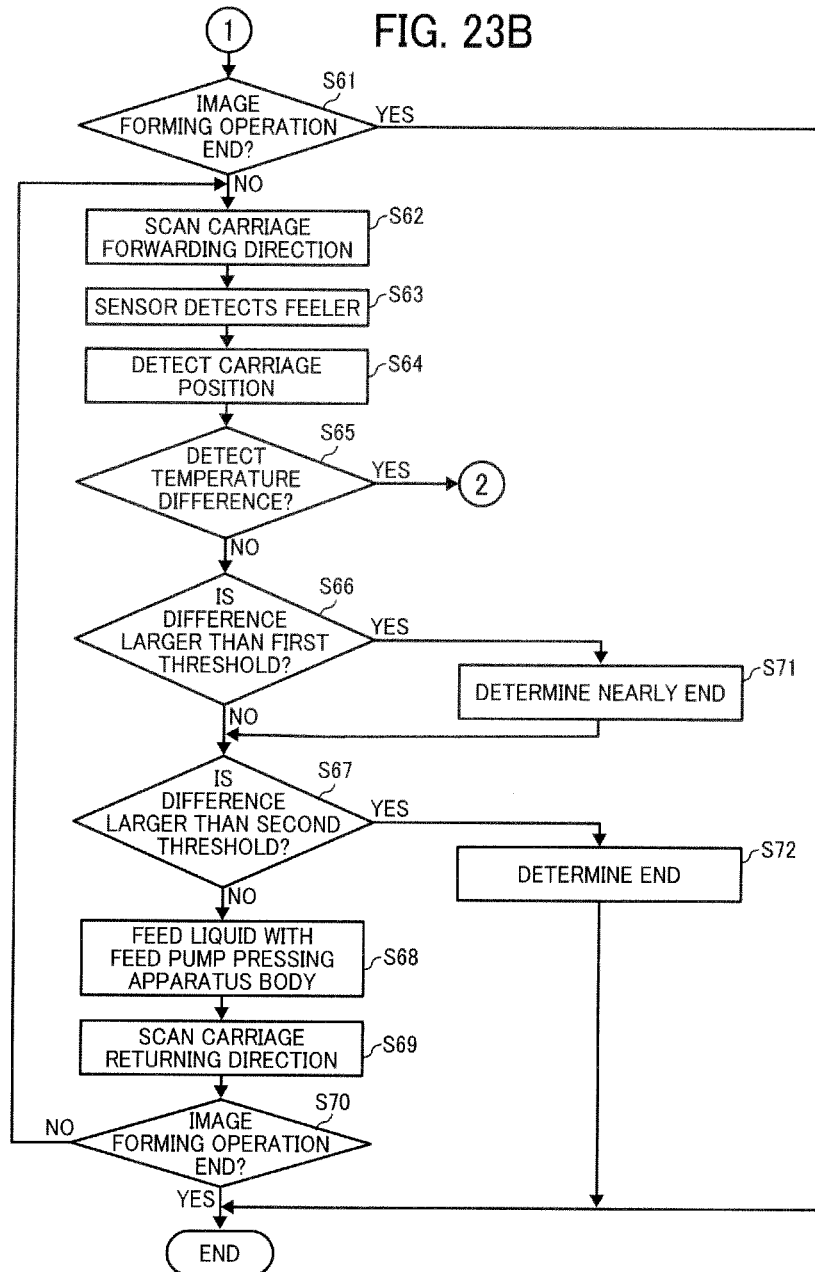 FIG. 23B
1
S61
IMAGE
FORMING OPERATION
END?
YES
NO
SCAN CARRIAGE
FORWARDING DIRECTION
S62
SENSOR DETECTS FEELER
S63
DETECT CARRIAGE
POSITION
S64
S65
DETECT
TEMPERATURE
DIFFERENCE?
YES
2
NO
S66
IS
DIFFERENCE
LARGER THAN FIRST
THRESHOLD?
YES
DETERMINE NEARLY END
S71
NO
S67
IS
DIFFERENCE
LARGER THAN SECOND
THRESHOLD?
YES
DETERMINE END
S72
NO
FEED LIQUID WITH
FEED PUMP PRESSING
APPARATUS BODY
S68
SCAN CARRIAGE
RETURNING DIRECTION
S69
S70
IMAGE
FORMING OPERATION
END?
NO
YES
END